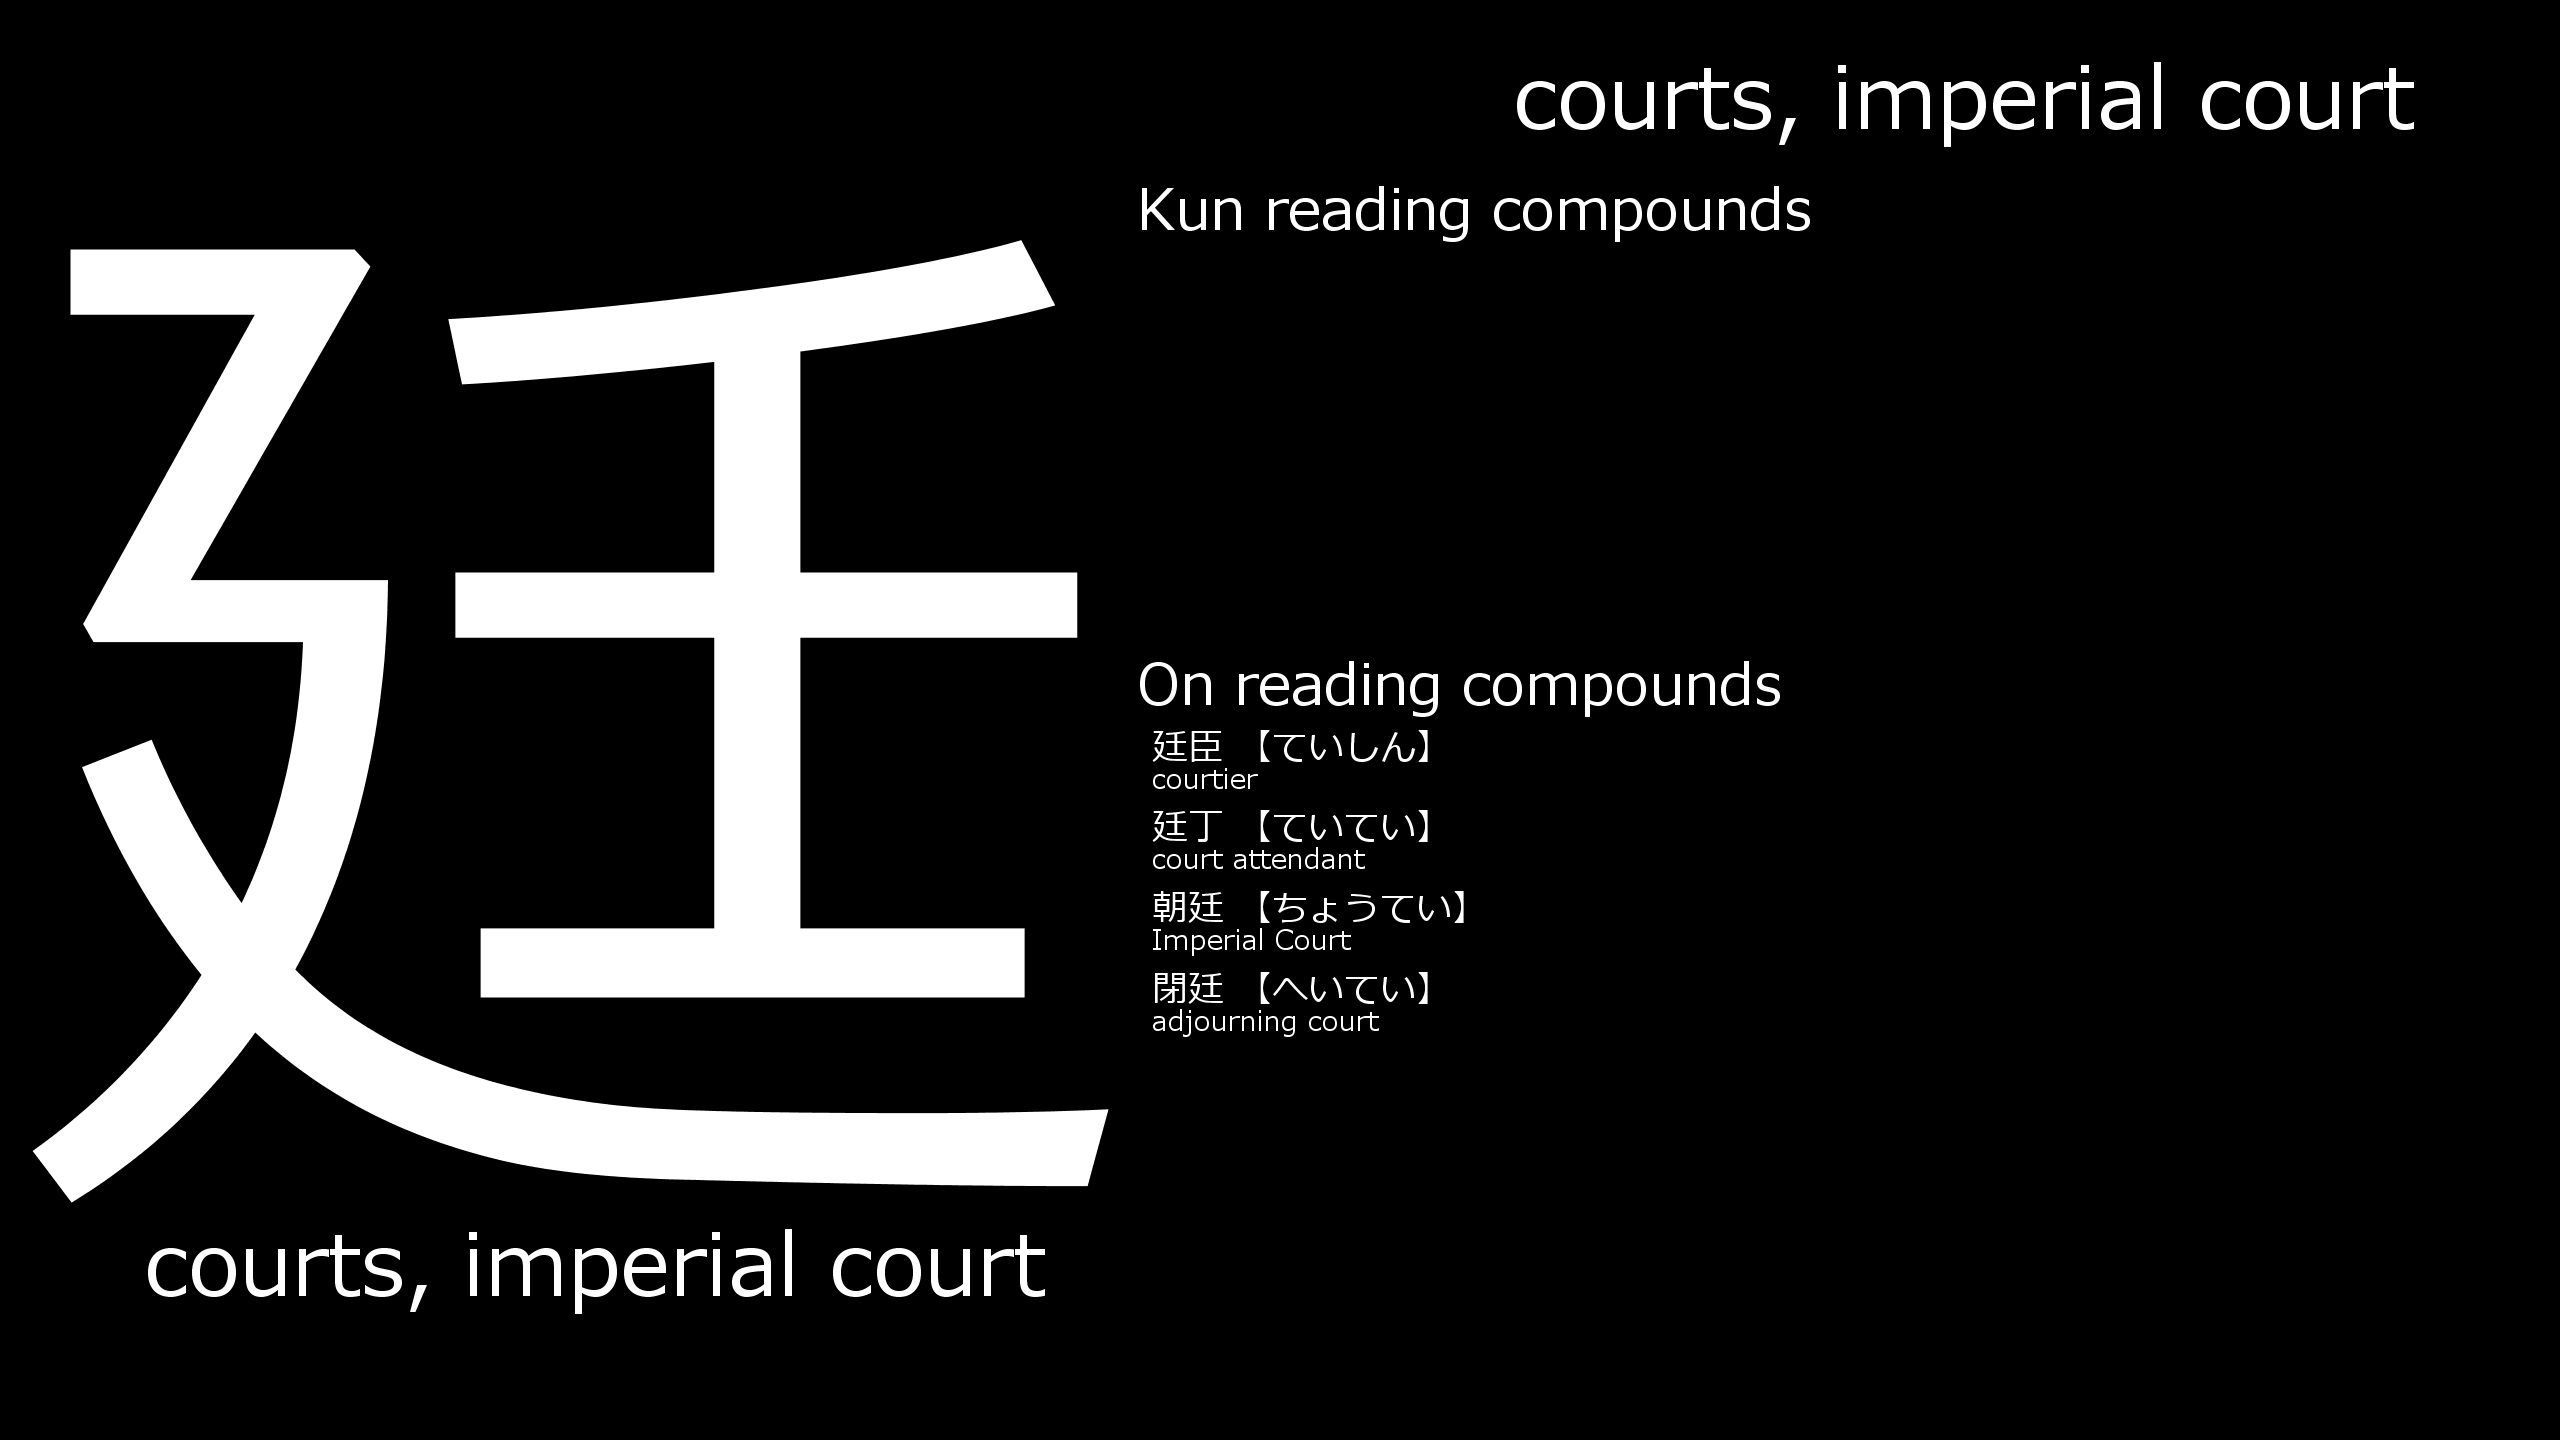 廷
courts, imperial court
courts, imperial court
Kun reading compounds
On reading compounds
廷臣 【ていしん】
courtier
廷丁 【ていてい】
court attendant
朝廷 【ちょうてい】
Imperial Court
閉廷 【へいてい】
adjourning court